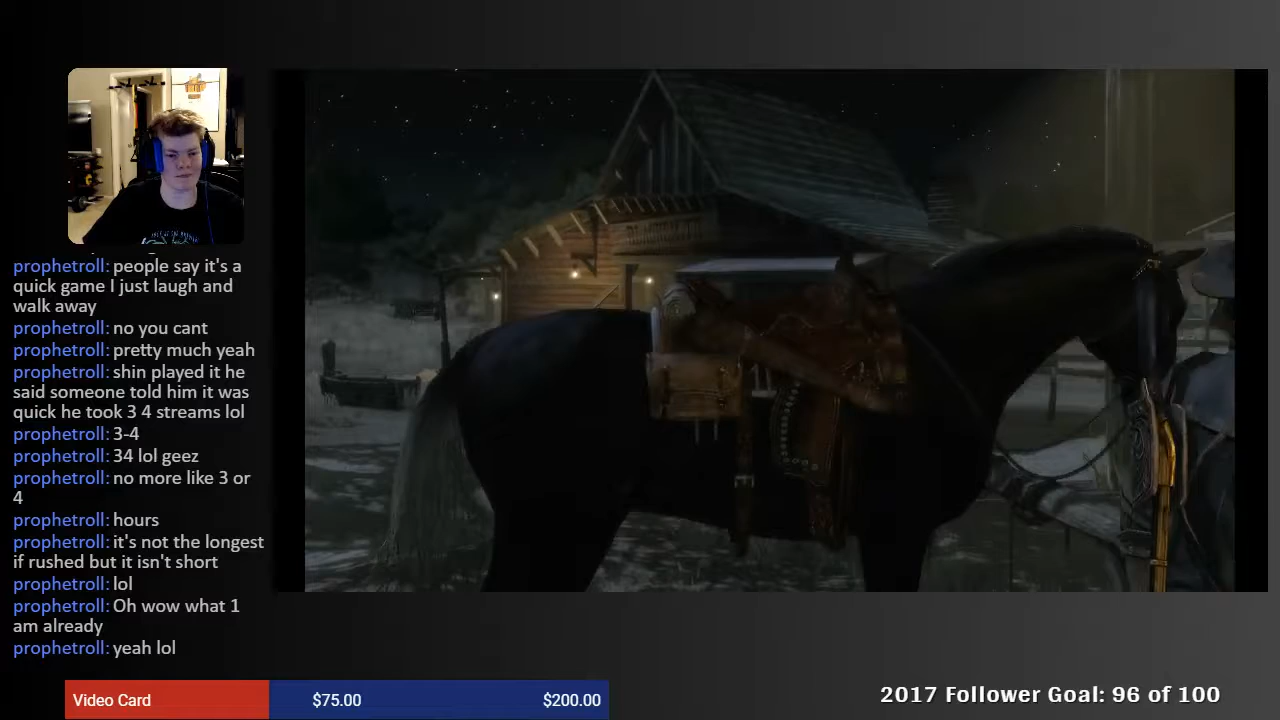 prophetroll: people say it's a
quick game I just laugh and
walk away
prophetroll: no you cant
prophetroll: pretty much yeah
prophetroll: shin played it he
said someone told him it was
quick he took 3 4 streams lol
prophetroll: 3-4
prophetroll: 34 lol geez
prophetroll: no more like 3 or
4
prophetroll: hours
prophetroll: it's not the longest
if rushed but it isn't short
prophetroll: lol
prophetroll: Oh wow what 1
am already
prophetroll: yeah lol
Video Card $75.00 $200.00
2017 Follower Goal: 96 of 100